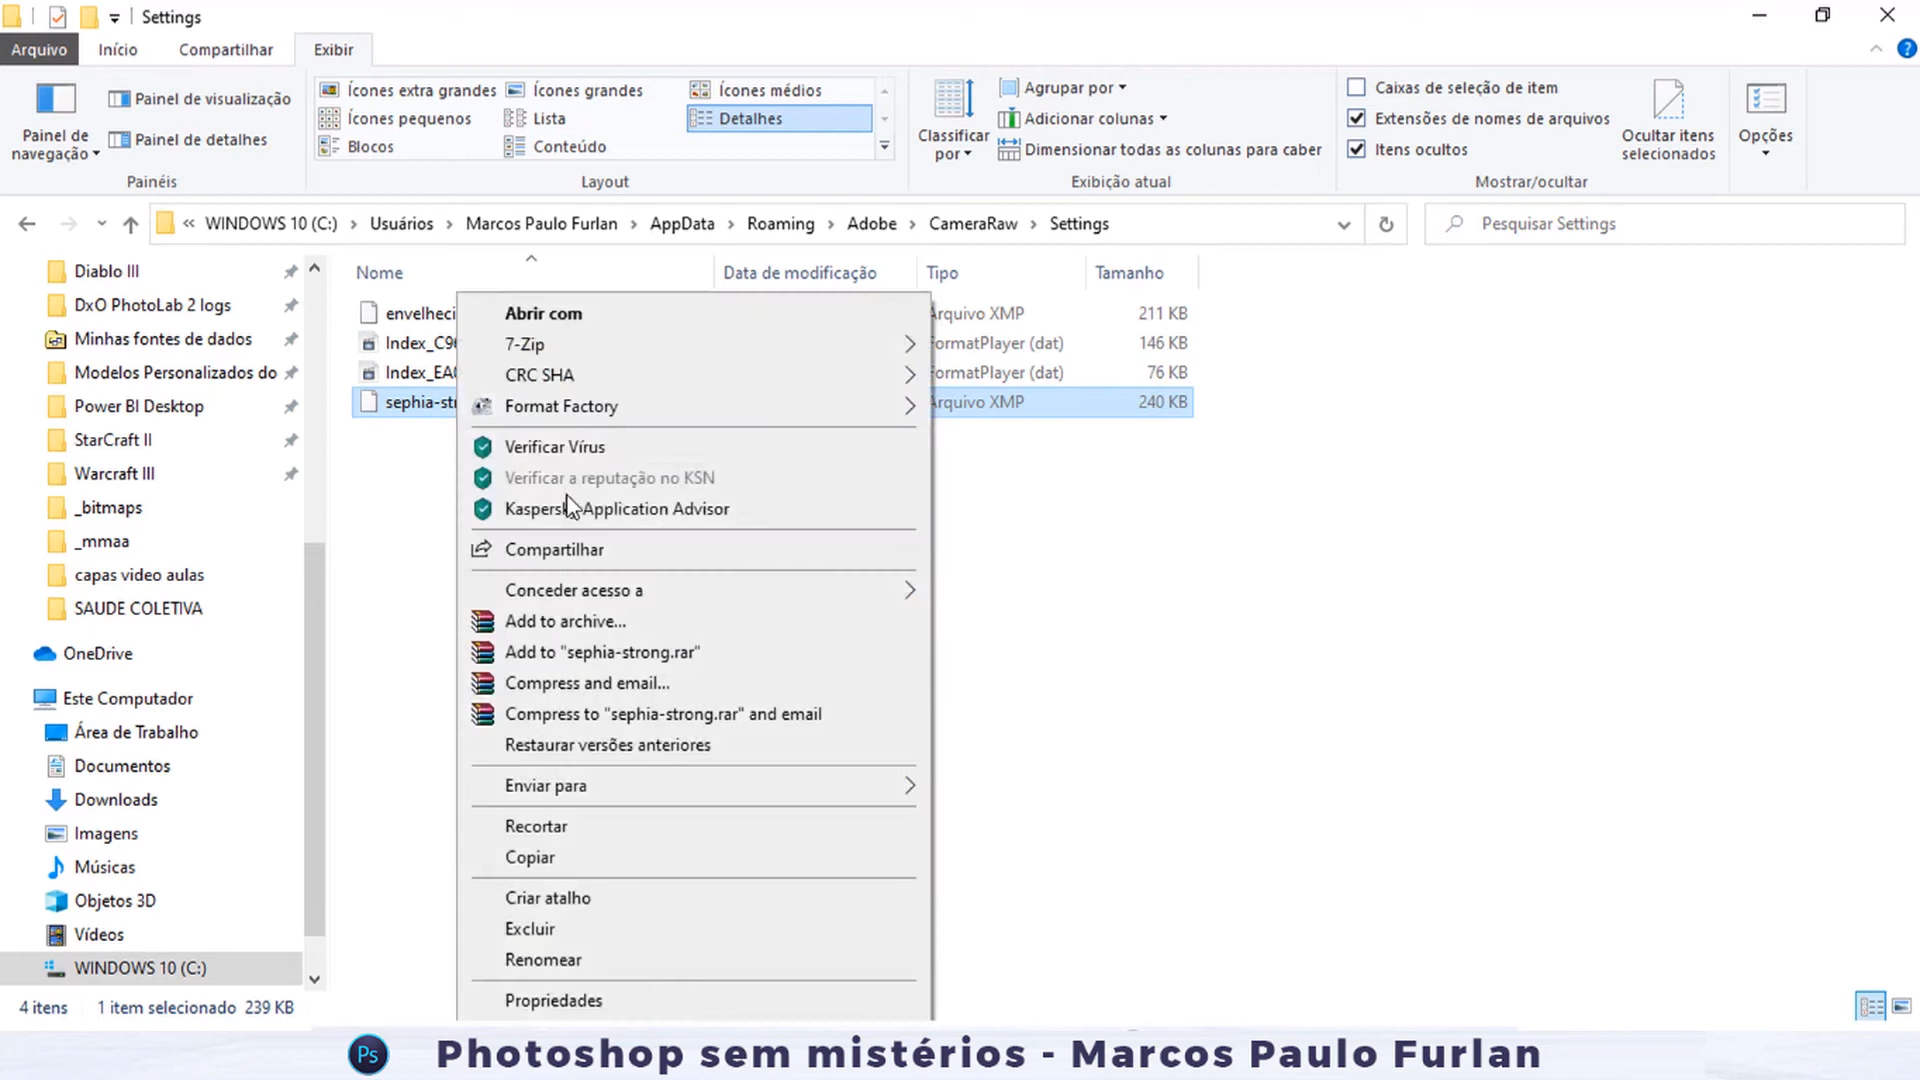 Settings
Arquivo Início Compartilhar Exibir
Painel de navegação
Painel de visualização
Painel de detalhes
Painéis
Ícones extra grandes Ícones grandes Ícones médios
Ícones pequenos Lista Detalhes
Blocos Conteúdo
Layout
Classificar por
Agrupar por
Adicionar colunas
Dimensionar todas as colunas para caber
Exibição atual
Caixas de seleção de item
Extensões de nomes de arquivos
Itens ocultos
Ocultar itens selecionados
Mostrar/ocultar
Opções
« WINDOWS 10 (C:) › Usuários › Marcos Paulo Furlan › AppData › Roaming › Adobe › CameraRaw › Settings
Pesquisar Settings
Diablo III
DxO PhotoLab 2 logs
Minhas fontes de dados
Modelos Personalizados do
Power BI Desktop
StarCraft II
Warcraft III
_bitmaps
_mmaa
capas video aulas
SAUDE COLETIVA
OneDrive
Este Computador
Área de Trabalho
Documentos
Downloads
Imagens
Músicas
Objetos 3D
Vídeos
WINDOWS 10 (C:)
Nome Data de modificação Tipo Tamanho
envelheci Arquivo XMP 211 KB
Index_C9 FormatPlayer (dat) 146 KB
Index_EA FormatPlayer (dat) 76 KB
sephia-st Arquivo XMP 240 KB
Abrir com
7-Zip
CRC SHA
Format Factory
Verificar Vírus
Verificar a reputação no KSN
Kaspersky Application Advisor
Compartilhar
Conceder acesso a
Add to archive...
Add to "sephia-strong.rar"
Compress and email...
Compress to "sephia-strong.rar" and email
Restaurar versões anteriores
Enviar para
Recortar
Copiar
Criar atalho
Excluir
Renomear
Propriedades
4 itens 1 item selecionado 239 KB
Ps Photoshop sem mistérios - Marcos Paulo Furlan